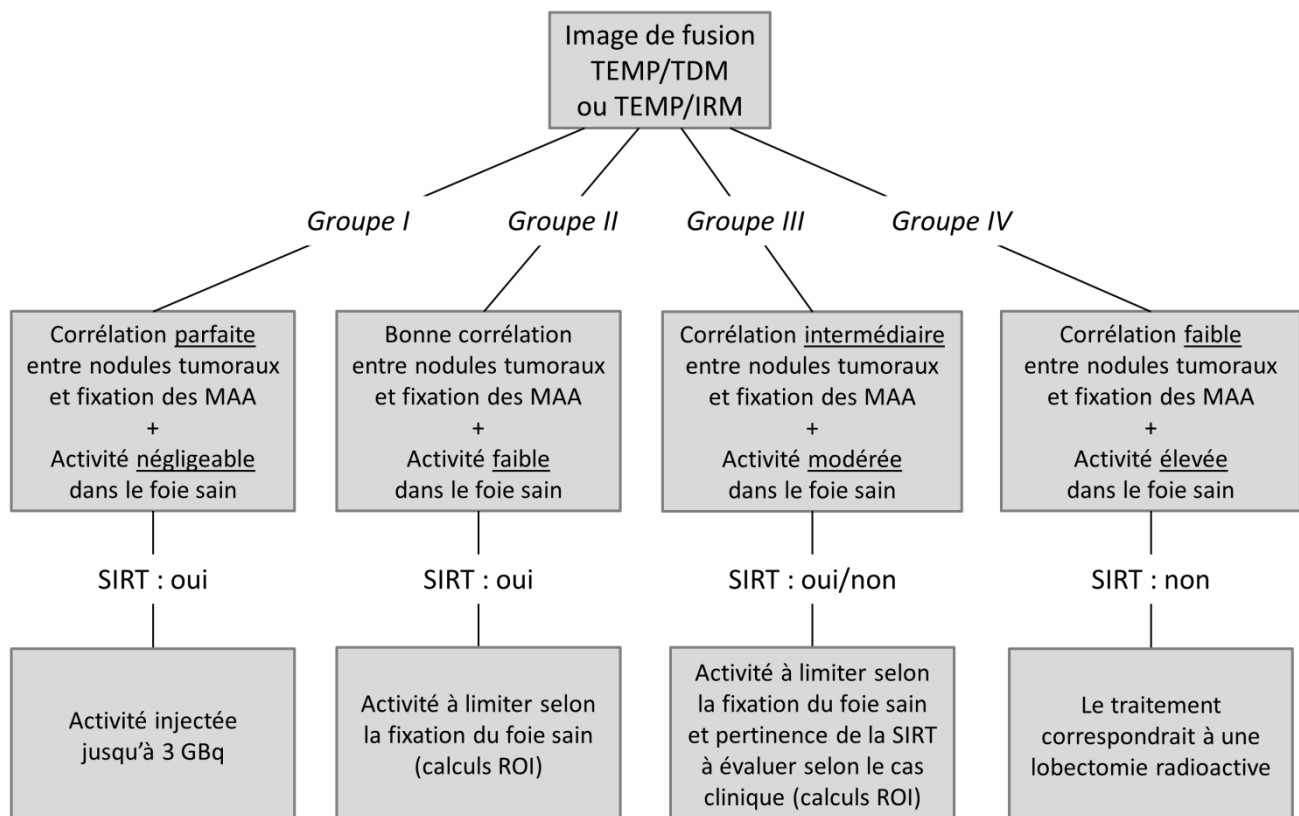 Image de fusion
TEMP/TDM
ou TEMP/IRM
Groupe I
Groupe II
Groupe III
Groupe IV
Corrélation parfaite
entre nodules tumoraux
et fixation des MAA
+
Activité négligeable
dans le foie sain
Bonne corrélation
entre nodules tumoraux
et fixation des MAA
+
Activité faible
dans le foie sain
Corrélation intermédiaire
entre nodules tumoraux
et fixation des MAA
+
Activité modérée
dans le foie sain
Corrélation faible
entre nodules tumoraux
et fixation des MAA
+
Activité élevée
dans le foie sain
SIRT : oui
SIRT : oui
SIRT : oui/non
SIRT : non
Activité injectée
jusqu'à 3 GBq
Activité à limiter selon
la fixation du foie sain
(calculs ROI)
Activité à limiter selon
la fixation du foie sain
et pertinence de la SIRT
à évaluer selon le cas
clinique (calculs ROI)
Le traitement
correspondrait à une
lobectomie radioactive